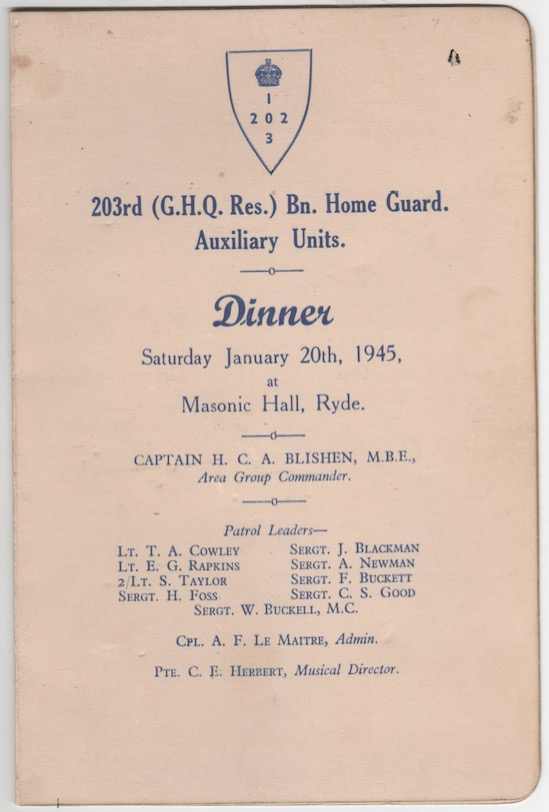 1
202
3
203rd (G.H.Q. Res.) Bn. Home Guard.
Auxiliary Units.
Dinner
Saturday January 20th, 1945,
at
Masonic Hall, Ryde.
CAPTAIN H. C. A. BLISHEN, M.B.E.,
Area Group Commander.
Patrol Leaders—
LT. T. A. COWLEY SERGT. J. BLACKMAN
LT. E. G. RAPKINS SERGT. A. NEWMAN
2/LT. S. TAYLOR SERGT. F. BUCKETT
SERGT. H. FOSS SERGT. C. S. GOOD
SERGT. W. BUCKELL, M.C.
CPL. A. F. LE MAITRE, Admin.
PTE. C. E. HERBERT, Musical Director.